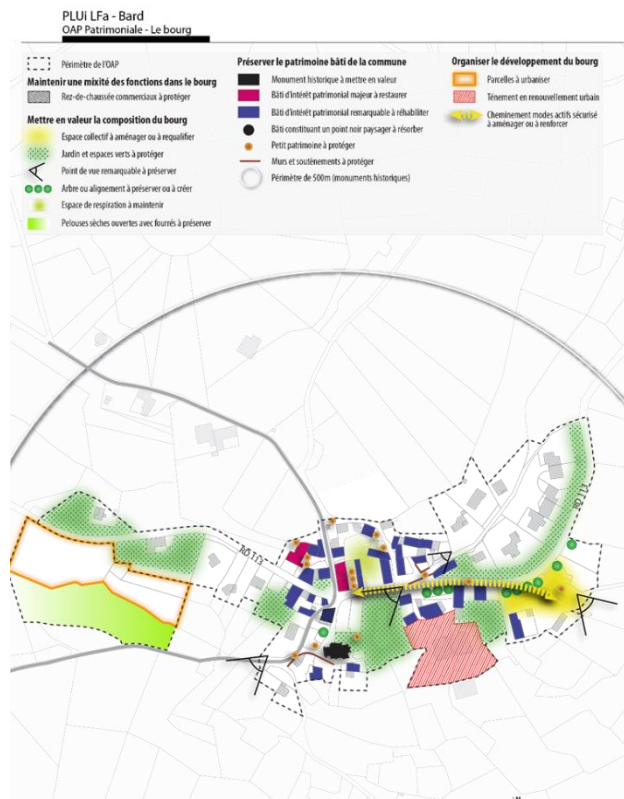 PLUi LFa - Bard
OAP Patrimoniale - Le bourg
Périmètre de l'OAP
Maintenir une mixité des fonctions dans le bourg
Rez-de-chaussée commerciaux à protéger
Mettre en valeur la composition du bourg
Espace collectif à aménager ou à requalifier
Jardin et espaces verts à protéger
Point de vue remarquable à préserver
Arbre ou alignement à préserver ou à créer
Espace de respiration à maintenir
Pelouses sèches ouvertes avec fourrés à préserver
Préserver le patrimoine bâti de la commune
Monument historique à mettre en valeur
Bâti d'intérêt patrimonial majeur à restaurer
Bâti d'intérêt patrimonial remarquable à réhabiliter
Bâti constituant un point noir paysager à résorber
Petit patrimoine à protéger
Murs et soutènements à protéger
Périmètre de 500m (monuments historiques)
Organiser le développement du bourg
Parcelles à urbaniser
Ténement en renouvellement urbain
Cheminement modes actifs sécurisé
à aménager ou à renforcer
RD 113
RD 113